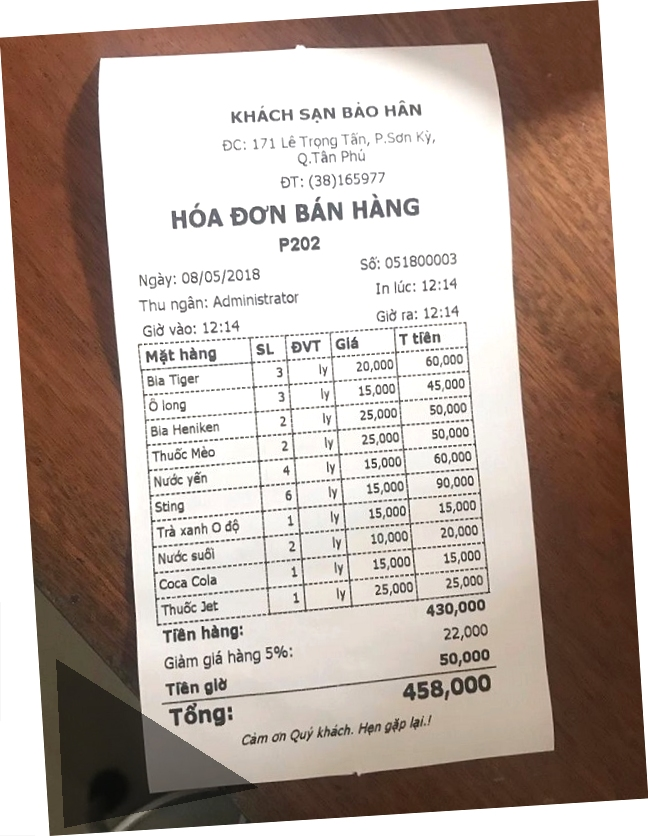 KHÁCH SẠN BẢO HÂN
ĐC: 171 Lê Trọng Tấn, P.Sơn Kỳ,
Q.Tân Phú
ĐT: (38)165977
HÓA ĐƠN BÁN HÀNG
P202
Ngày: 08/05/2018 Số: 051800003
Thu ngân: Administrator In lúc: 12:14
Giờ vào: 12:14 Giờ ra: 12:14
Mặt hàng SL ĐVT Giá T tiền
Bia Tiger 3 ly 20,000 60,000
Ô long 3 ly 15,000 45,000
Bia Heniken 2 ly 25,000 50,000
Thuốc Mèo 2 ly 25,000 50,000
Nước yến 4 ly 15,000 60,000
Sting 6 ly 15,000 90,000
Trà xanh O độ 1 ly 15,000 15,000
Nước suối 2 ly 10,000 20,000
Coca Cola 1 ly 15,000 15,000
Thuốc Jet 1 ly 25,000 25,000
Tiền hàng: 430,000
Giảm giá hàng 5%: 22,000
Tiền giờ 50,000
Tổng: 458,000
Cảm ơn Quý khách. Hẹn gặp lại.!